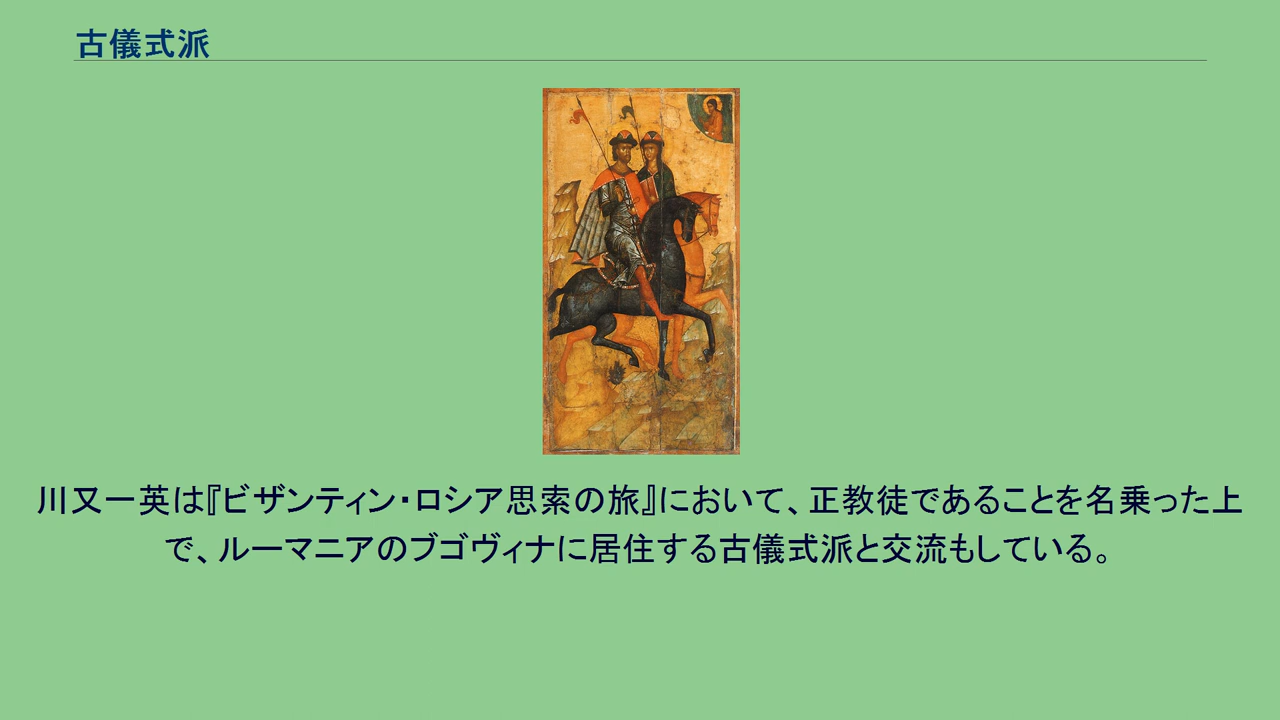 古儀式派
川又一英は『ビザンティン・ロシア思索の旅』において、正教徒であることを名乗った上
で、ルーマニアのブゴヴィナに居住する古儀式派と交流もしている。